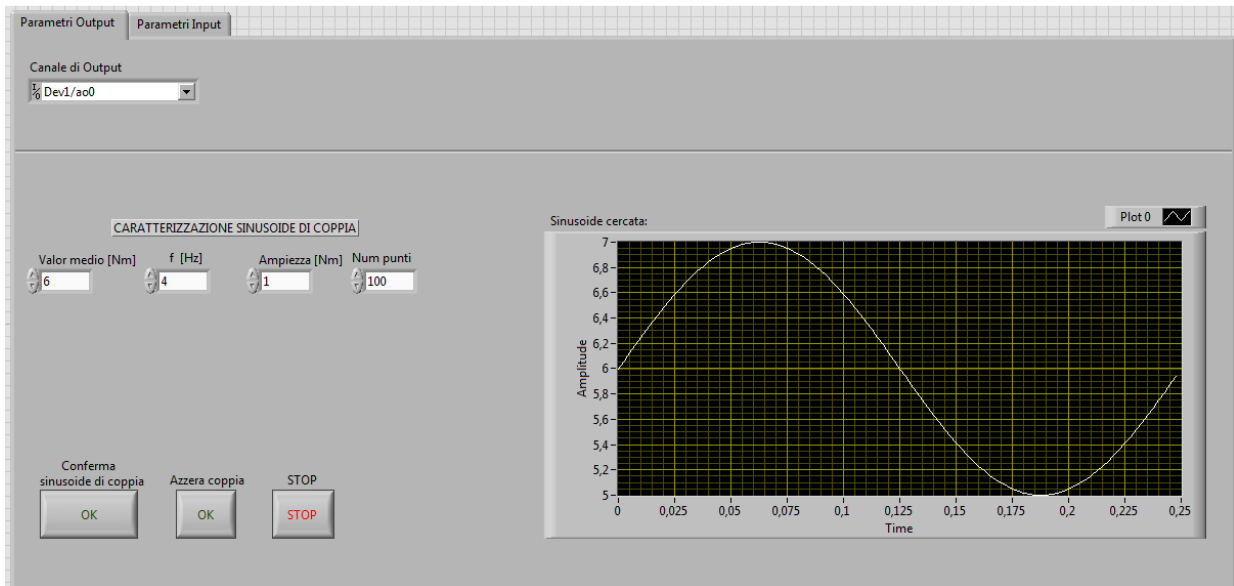 Parametri Output
Parametri Input
Canale di Output
I/O Dev1/ao0
CARATTERIZZAZIONE SINUSOIDE DI COPPIA
Valor medio [Nm]
f [Hz]
Ampiezza [Nm]
Num punti
6
4
1
100
Conferma
sinusoide di coppia
OK
Azzera coppia
OK
STOP
STOP
Sinusoide cercata:
Plot 0
Amplitude
7
6,8
6,6
6,4
6,2
6
5,8
5,6
5,4
5,2
5
0
0,025
0,05
0,075
0,1
0,125
0,15
0,175
0,2
0,225
0,25
Time